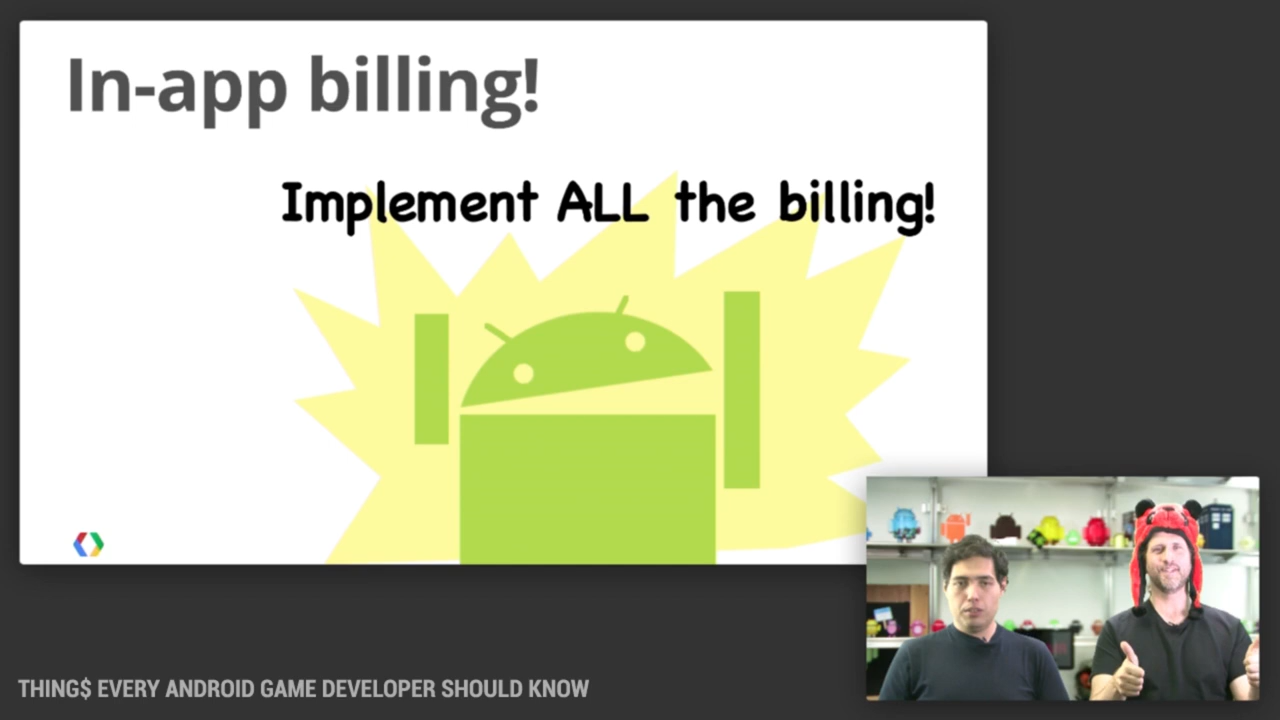 In-app billing!
Implement ALL the billing!
THING$ EVERY ANDROID GAME DEVELOPER SHOULD KNOW